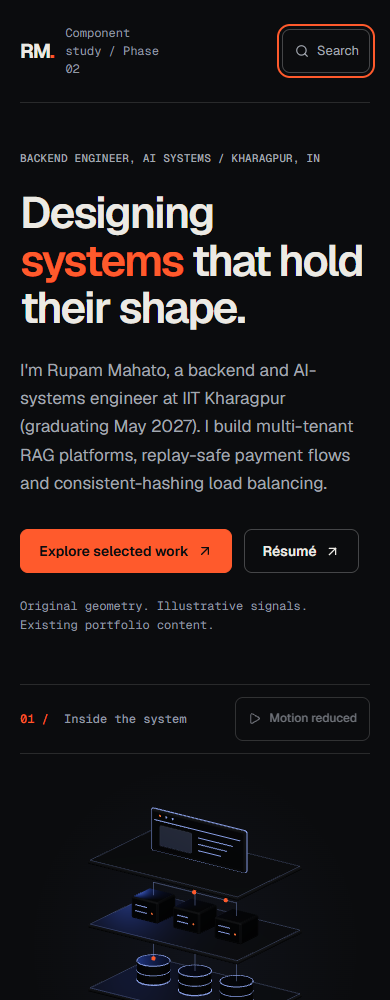 RM.
Component
study / Phase
02
Search
BACKEND ENGINEER, AI SYSTEMS / KHARAGPUR, IN
Designing
systems that hold
their shape.
I'm Rupam Mahato, a backend and AI-
systems engineer at IIT Kharagpur
(graduating May 2027). I build multi-tenant
RAG platforms, replay-safe payment flows
and consistent-hashing load balancing.
Explore selected work
Résumé
Original geometry. Illustrative signals.
Existing portfolio content.
01 / Inside the system
Motion reduced